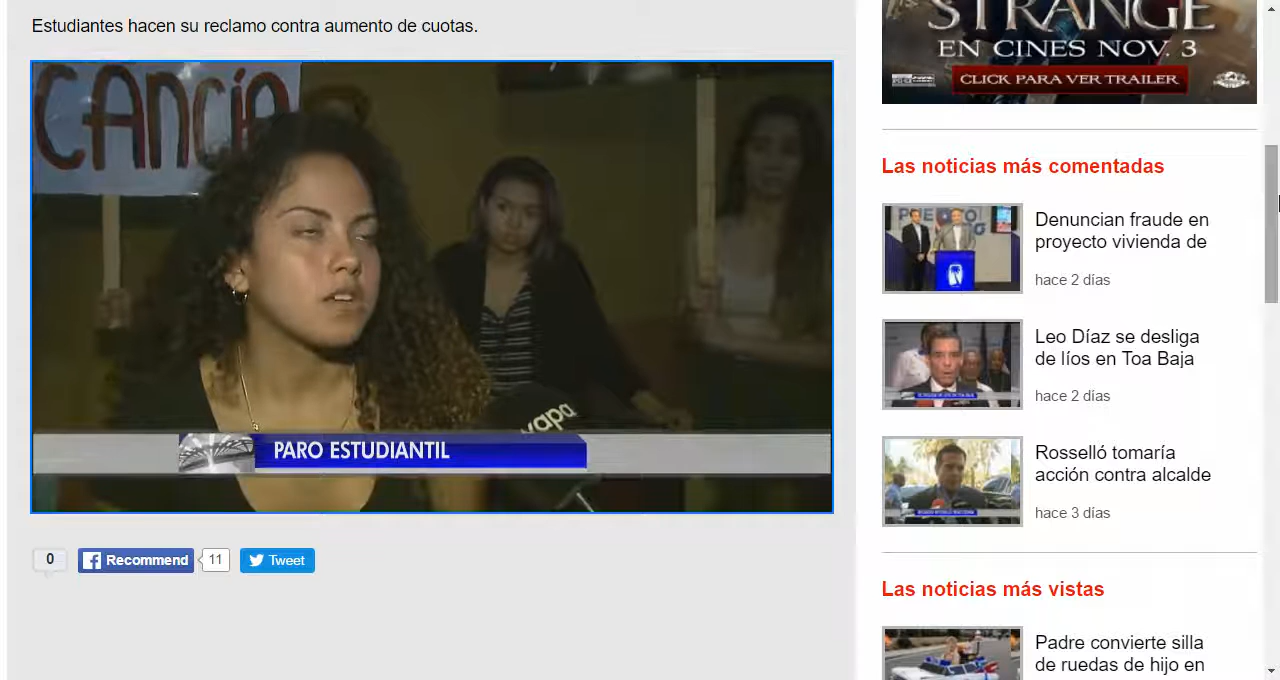 Estudiantes hacen su reclamo contra aumento de cuotas.
CANCÍA
vapa
PARO ESTUDIANTIL
0
Recommend
11
Tweet
STRANGE
EN CINES NOV. 3
CLICK PARA VER TRAILER
Las noticias más comentadas
Denuncian fraude en
proyecto vivienda de
hace 2 días
Leo Díaz se desliga
de líos en Toa Baja
hace 2 días
Rosselló tomaría
acción contra alcalde
hace 3 días
Las noticias más vistas
Padre convierte silla
de ruedas de hijo en